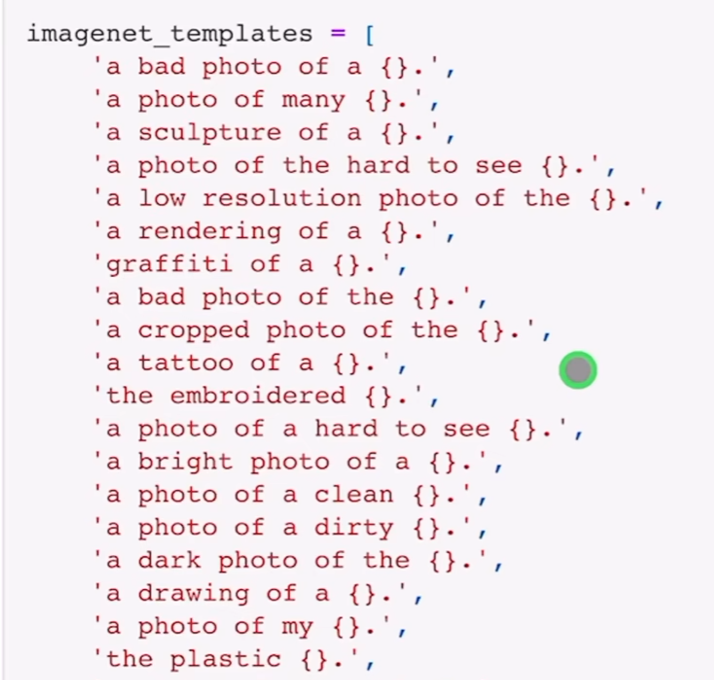 imagenet_templates = [
'a bad photo of a {}.',
'a photo of many {}.',
'a sculpture of a {}.',
'a photo of the hard to see {}.',
'a low resolution photo of the {}.',
'a rendering of a {}.',
'graffiti of a {}.',
'a bad photo of the {}.',
'a cropped photo of the {}.',
'a tattoo of a {}.',
'the embroidered {}.',
'a photo of a hard to see {}.',
'a bright photo of a {}.',
'a photo of a clean {}.',
'a photo of a dirty {}.',
'a dark photo of the {}.',
'a drawing of a {}.',
'a photo of my {}.',
'the plastic {}.',